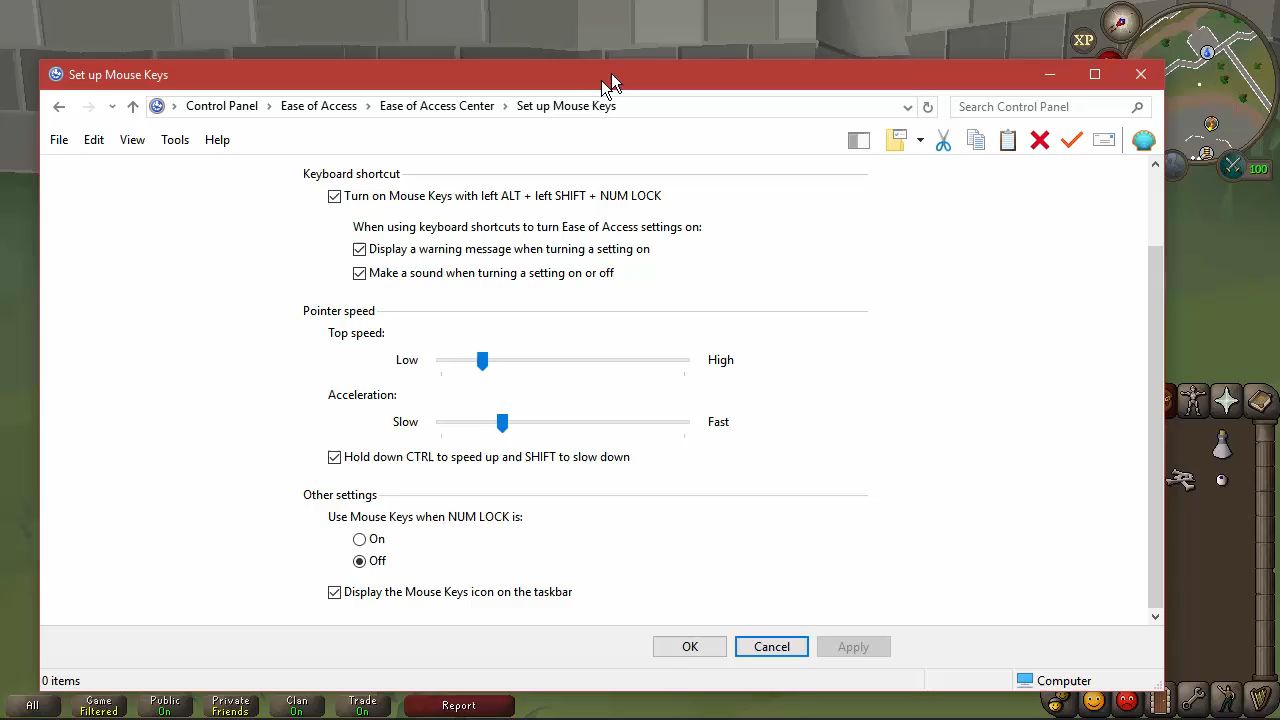 XP
Set up Mouse Keys
Control Panel > Ease of Access > Ease of Access Center > Set up Mouse Keys
Search Control Panel
File Edit View Tools Help
100
Keyboard shortcut
Turn on Mouse Keys with left ALT + left SHIFT + NUM LOCK
When using keyboard shortcuts to turn Ease of Access settings on:
Display a warning message when turning a setting on
Make a sound when turning a setting on or off
Pointer speed
Top speed:
Low High
Acceleration:
Slow Fast
Hold down CTRL to speed up and SHIFT to slow down
Other settings
Use Mouse Keys when NUM LOCK is:
On
Off
Display the Mouse Keys icon on the taskbar
OK Cancel Apply
0 items Computer
All Game Public Private Clan Trade Report
Filtered On Friends On On